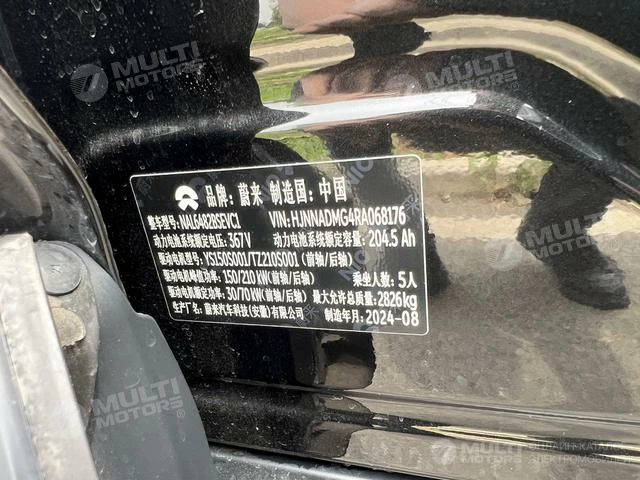 MULTI MOTORS
MULTI MOTORS
品牌: 蔚来 制造国: 中国
整车型号: NAL6482BSEVC1 VIN: HJNNADMG4RA068176
动力电池系统额定电压: 367V 动力电池系统额定容量: 204.5 Ah
驱动电机型号: YS150S001/TZ210S001 (前轴/后轴)
驱动电机峰值功率: 150/210 kW(前轴/后轴) 乘坐人数: 5人
驱动电机额定功率: 30/70 kW(前轴/后轴) 最大允许总质量: 2826kg
生产厂名: 蔚来汽车科技(安徽)有限公司 制造年月: 2024-08
MULTI MOTORS
MULTI MOTORS ОНЛАЙН-КАТАЛОГ ЭЛЕКТРОМОБИЛЕЙ